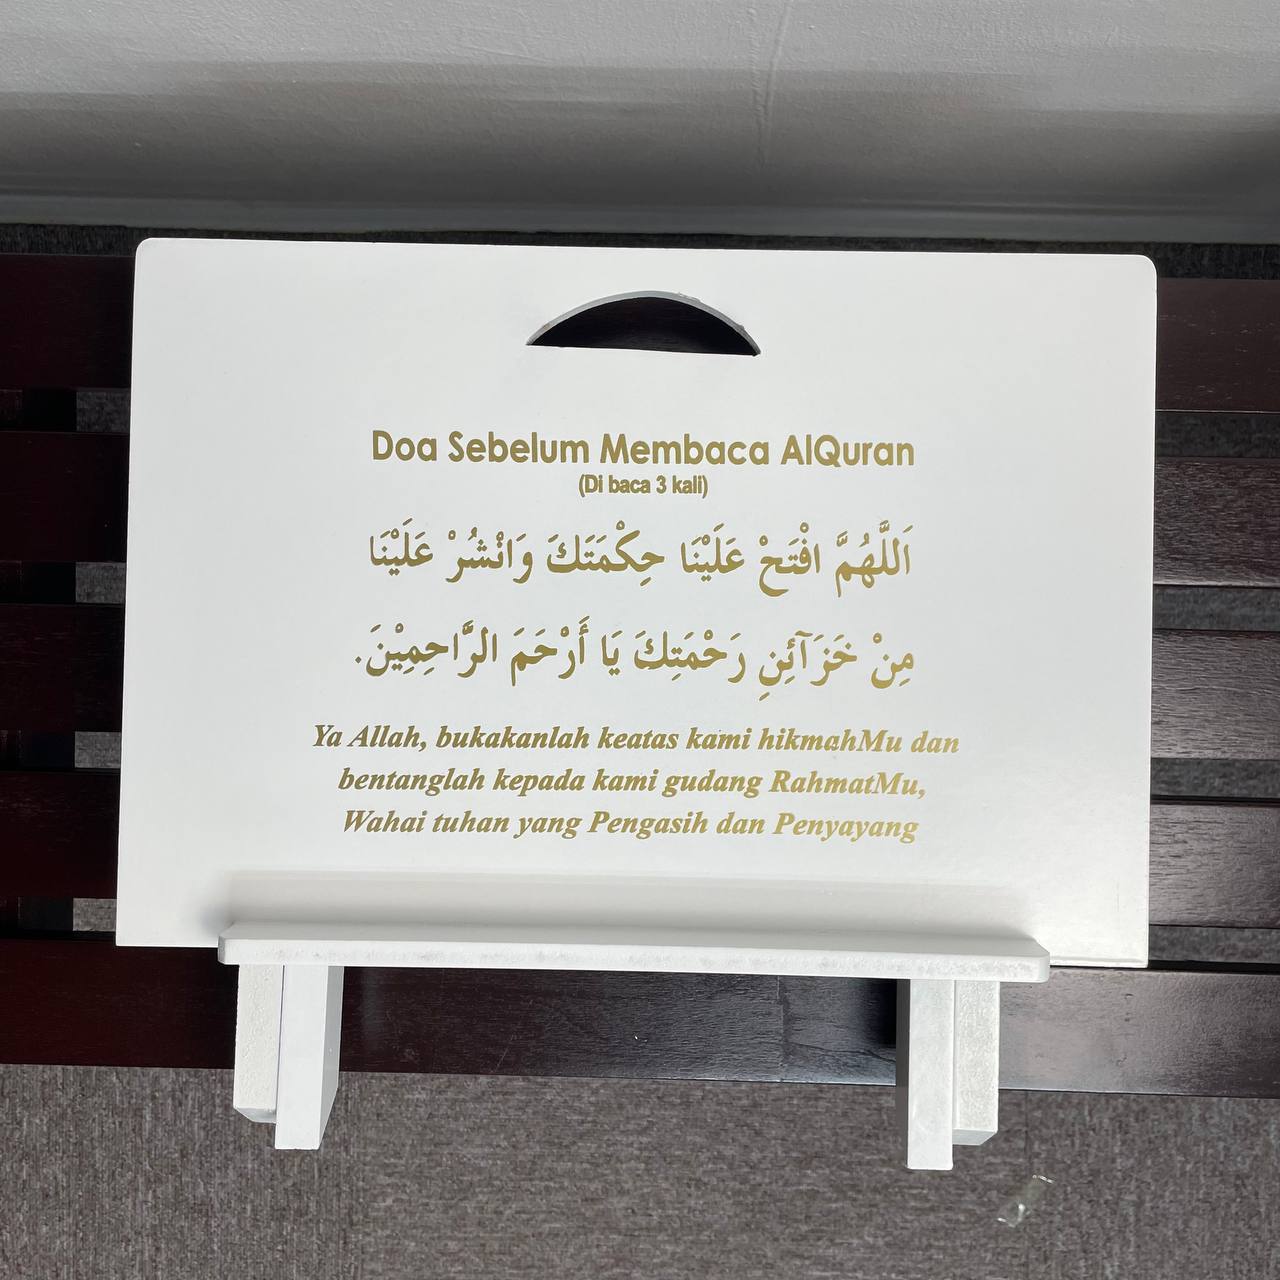 Doa Sebelum Membaca AlQuran
(Di baca 3 kali)
اَللَّهُمَّ افْتَحْ عَلَيْنَا حِكْمَتَكَ وَانْشُرْ عَلَيْنَا
مِنْ خَزَآئِنِ رَحْمَتِكَ يَا أَرْحَمَ الرَّاحِمِيْنَ.
Ya Allah, bukakanlah keatas kami hikmahMu dan
bentanglah kepada kami gudang RahmatMu,
Wahai tuhan yang Pengasih dan Penyayang